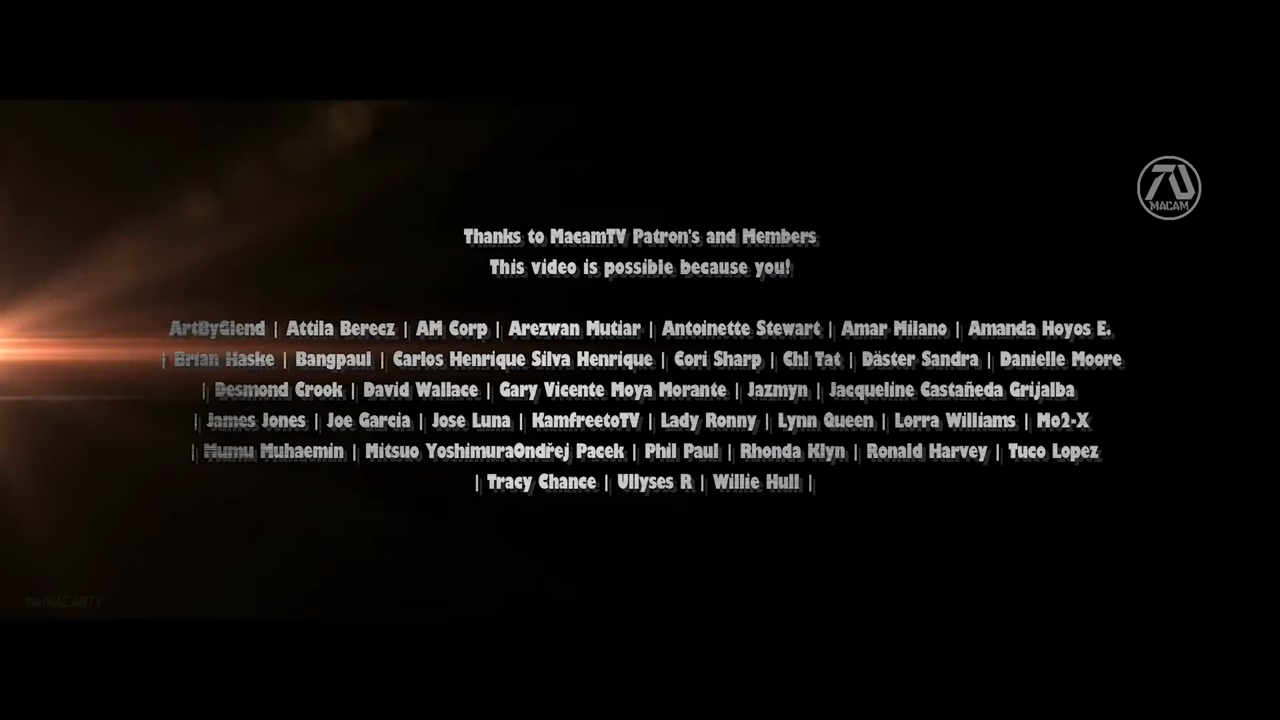 MACAM
Thanks to MacamTV Patron's and Members
This video is possible because you!
ArtByGlend | Attila Berecz | AM Corp | Arezwan Mutiar | Antoinette Stewart | Amar Milano | Amanda Hoyos E.
| Brian Haske | Bangpaul | Carlos Henrique Silva Henrique | Cori Sharp | Chi Tat | Däster Sandra | Danielle Moore
| Desmond Crook | David Wallace | Gary Vicente Moya Morante | Jazmyn | Jacqueline Castañeda Grijalba
| James Jones | Joe Garcia | Jose Luna | KamfreetoTV | Lady Ronny | Lynn Queen | Lorra Williams | Mo2-X
| Mumu Muhaemin | Mitsuo YoshimuraOndřej Pacek | Phil Paul | Rhonda Klyn | Ronald Harvey | Tuco Lopez
| Tracy Chance | Ullyses R | Willie Hull |